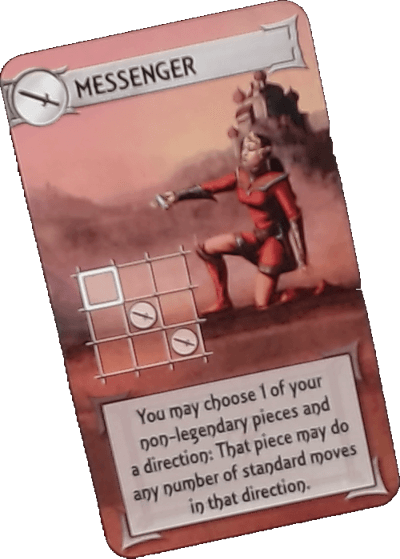 MESSENGER
You may choose 1 of your
non-legendary pieces and
a direction: That piece may do
any number of standard moves
in that direction.